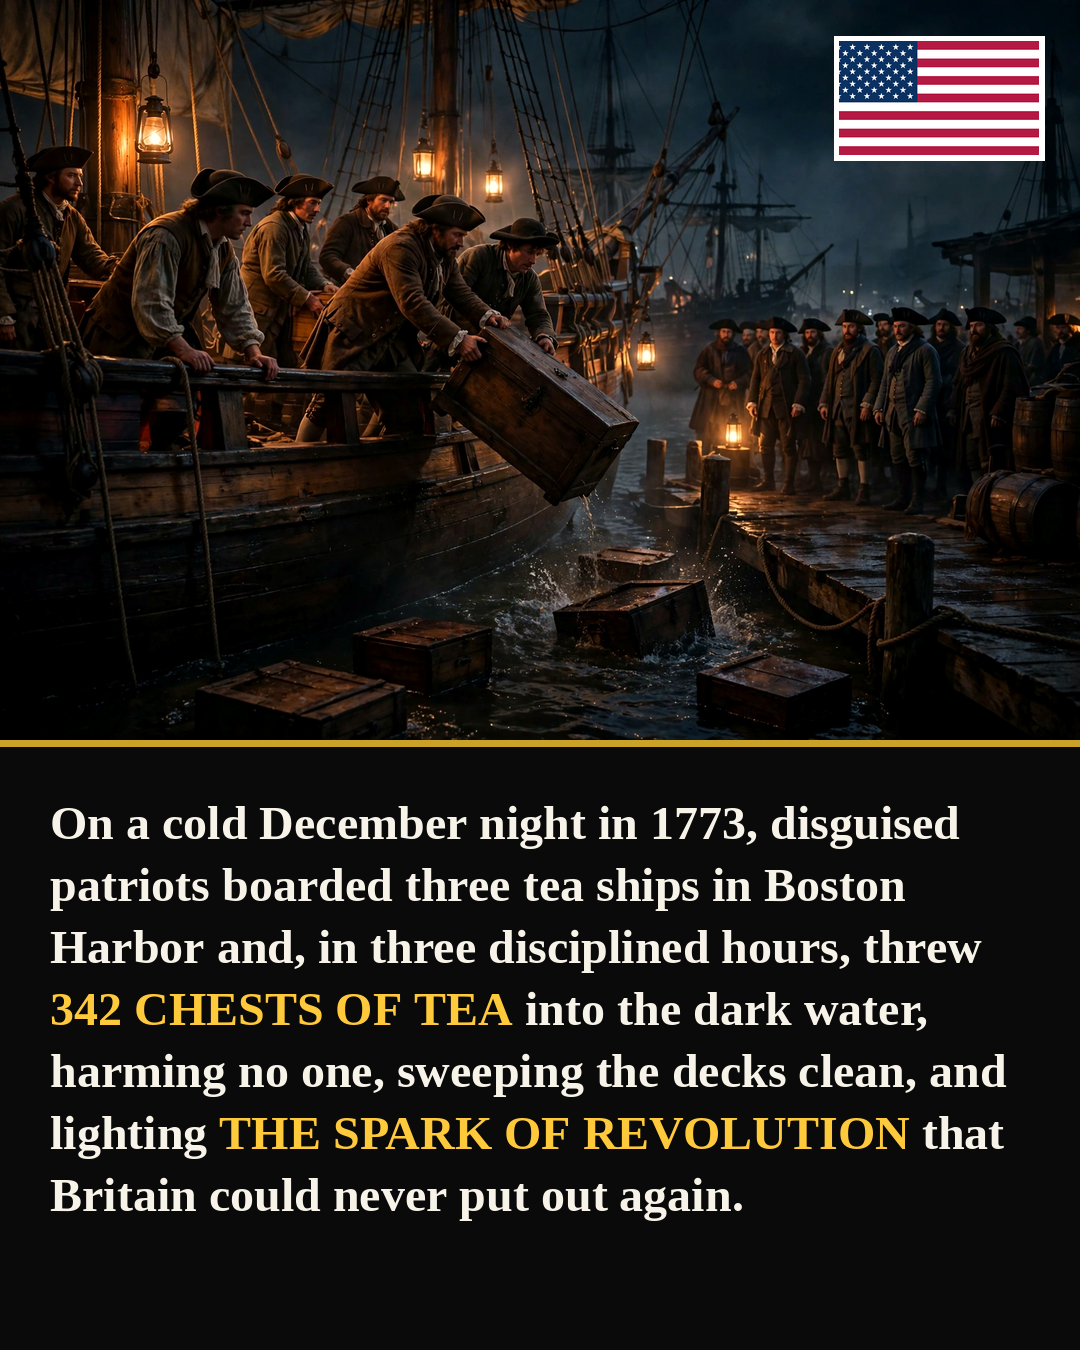 On a cold December night in 1773, disguised
patriots boarded three tea ships in Boston
Harbor and, in three disciplined hours, threw
342 CHESTS OF TEA into the dark water,
harming no one, sweeping the decks clean, and
lighting THE SPARK OF REVOLUTION that
Britain could never put out again.